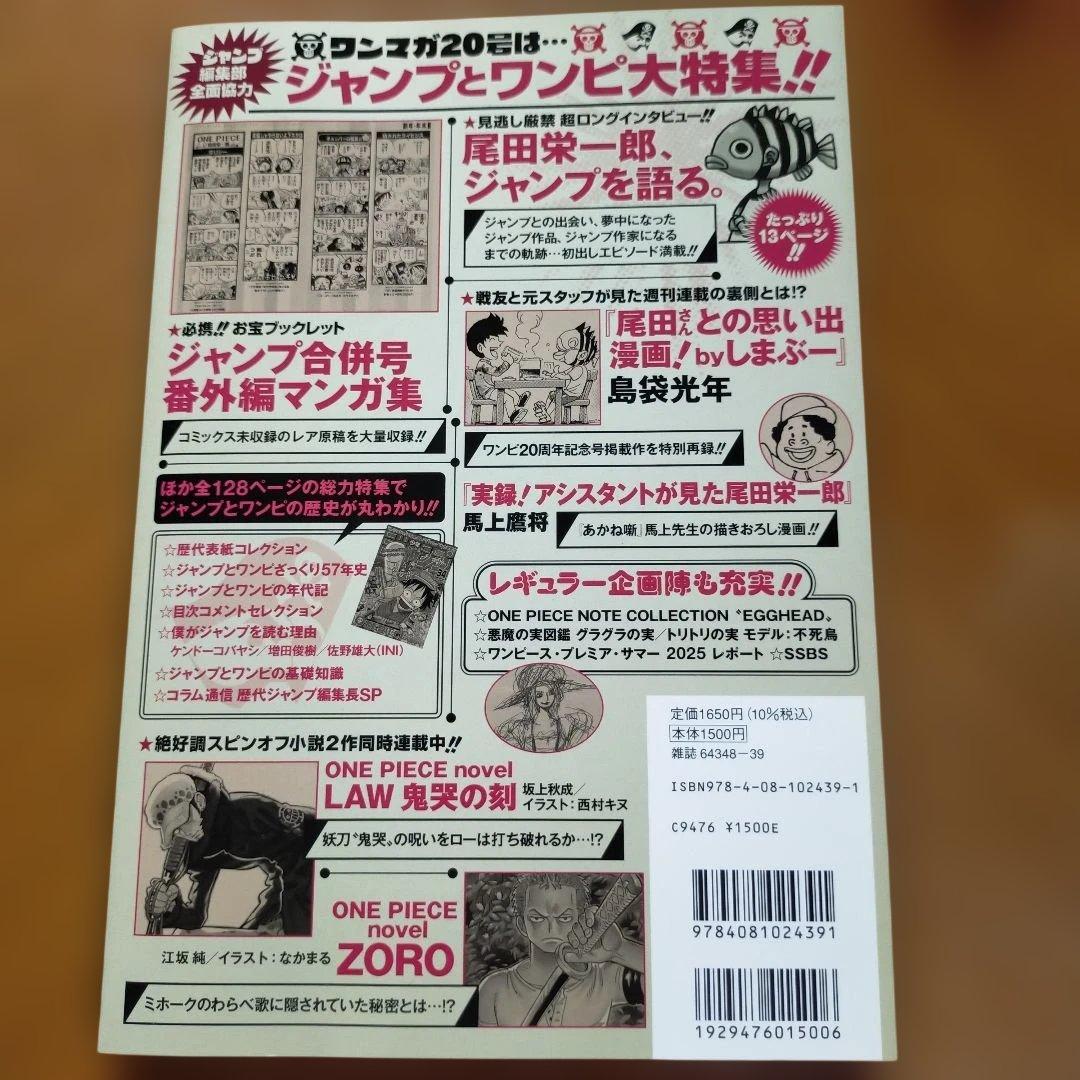 ジャンプ
編集部
全面協力
ワンマガ20号は…
ジャンプとワンピ大特集!!
ONE PIECE
★必携!! お宝ブックレット
ジャンプ合併号
番外編マンガ集
コミックス未収録のレア原稿を大量収録!!
★見逃し厳禁 超ロングインタビュー!!
尾田栄一郎、
ジャンプを語る。
たっぷり
13ページ
!!
ジャンプとの出会い、夢中になった
ジャンプ作品、ジャンプ作家になる
までの軌跡…初出しエピソード満載!!
★戦友と元スタッフが見た週刊連載の裏側とは!?
『尾田さんとの思い出
漫画！byしまぶー』
島袋光年
ワンピ20周年記念号掲載作を特別再録!!
『実録！アシスタントが見た尾田栄一郎』
馬上鷹将
『あかね噺』馬上先生の描きおろし漫画!!
ほか全128ページの総力特集で
ジャンプとワンピの歴史が丸わかり!!
☆歴代表紙コレクション
☆ジャンプとワンピざっくり57年史
☆ジャンプとワンピの年代記
☆目次コメントセレクション
☆僕がジャンプを読む理由
ケンドーコバヤシ／増田俊樹／佐野雄大(INI)
☆ジャンプとワンピの基礎知識
☆コラム通信 歴代ジャンプ編集長SP
レギュラー企画陣も充実!!
☆ONE PIECE NOTE COLLECTION〝EGGHEAD〟
☆悪魔の実図鑑 グラグラの実／トリトリの実 モデル：不死鳥
☆ワンピース・プレミア・サマー 2025 レポート ☆SSBS
★絶好調スピンオフ小説2作同時連載中!!
ONE PIECE novel
LAW 鬼哭の刻
坂上秋成／
イラスト：西村キヌ
妖刀〝鬼哭〟の呪いをローは打ち破れるか…!?
ONE PIECE
novel
ZORO
江坂 純／イラスト：なかまる
ミホークのわらべ歌に隠されていた秘密とは…!?
定価1650円(10%税込)
本体1500円
雑誌 64348-39
ISBN978-4-08-102439-1
C9476 ¥1500E
9784081024391
1929476015006